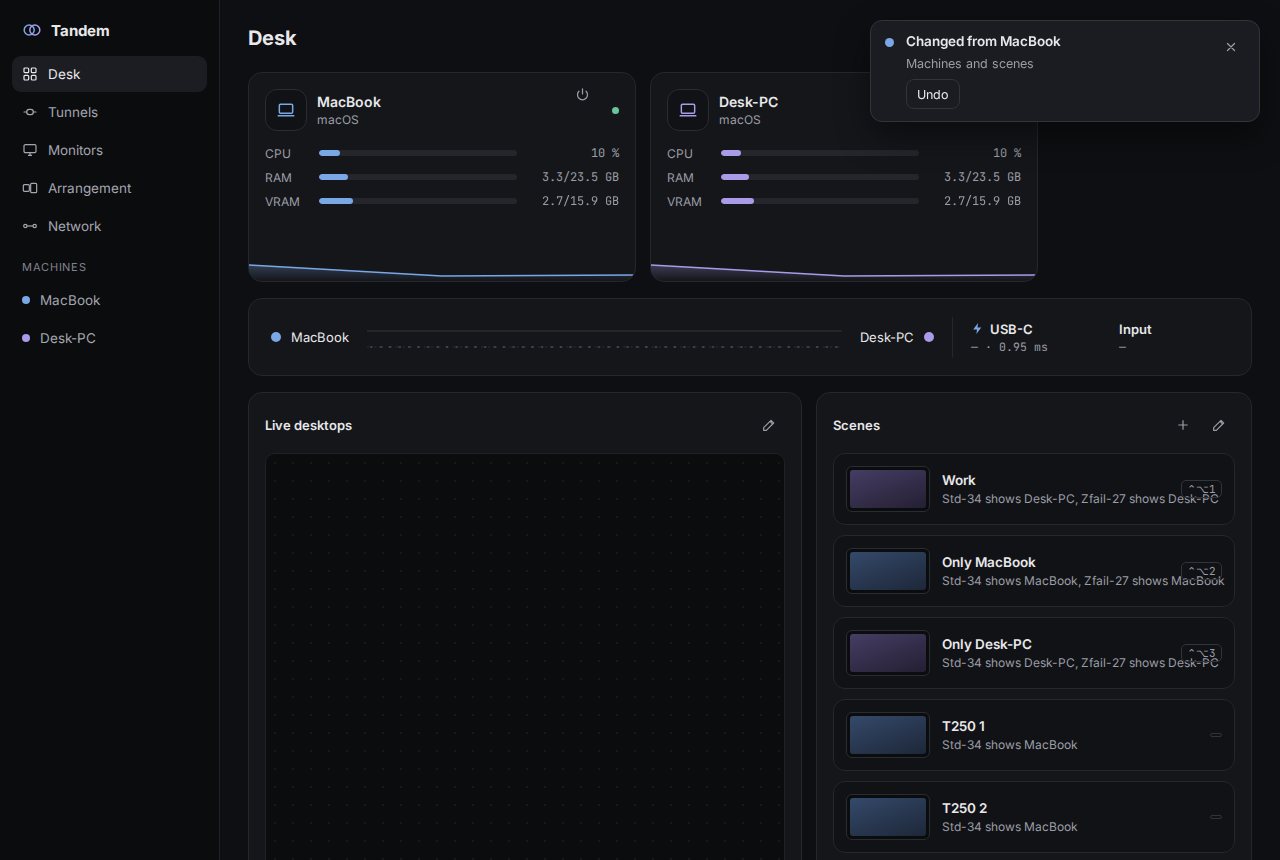 Tandem
Desk
Tunnels
Monitors
Arrangement
Network
MACHINES
MacBook
Desk-PC
Desk
Changed from MacBook
Machines and scenes
Undo
MacBook
macOS
CPU 10 %
RAM 3.3/23.5 GB
VRAM 2.7/15.9 GB
Desk-PC
macOS
CPU 10 %
RAM 3.3/23.5 GB
VRAM 2.7/15.9 GB
MacBook
Desk-PC
USB-C
— · 0.95 ms
Input
—
Live desktops
Scenes
Work
Std-34 shows Desk-PC, Zfail-27 shows Desk-PC
⌃⌥1
Only MacBook
Std-34 shows MacBook, Zfail-27 shows MacBook
⌃⌥2
Only Desk-PC
Std-34 shows Desk-PC, Zfail-27 shows Desk-PC
⌃⌥3
T250 1
Std-34 shows MacBook
T250 2
Std-34 shows MacBook